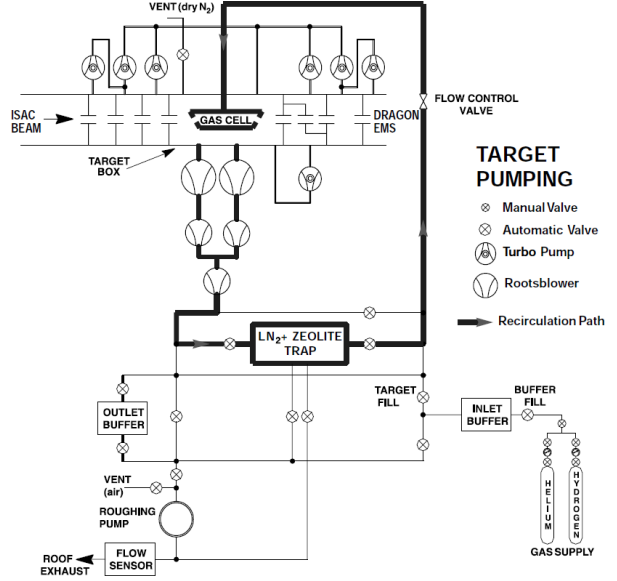 VENT (dry N₂)
ISAC
BEAM
GAS CELL
DRAGON
EMS
FLOW CONTROL
VALVE
TARGET
BOX
TARGET
PUMPING
Manual Valve
Automatic Valve
Turbo Pump
Rootsblower
Recirculation Path
LN₂+ ZEOLITE
TRAP
TARGET
FILL
BUFFER
FILL
OUTLET
BUFFER
INLET
BUFFER
VENT
(air)
ROUGHING
PUMP
HELIUM
HYDROGEN
ROOF
EXHAUST
FLOW
SENSOR
GAS SUPPLY